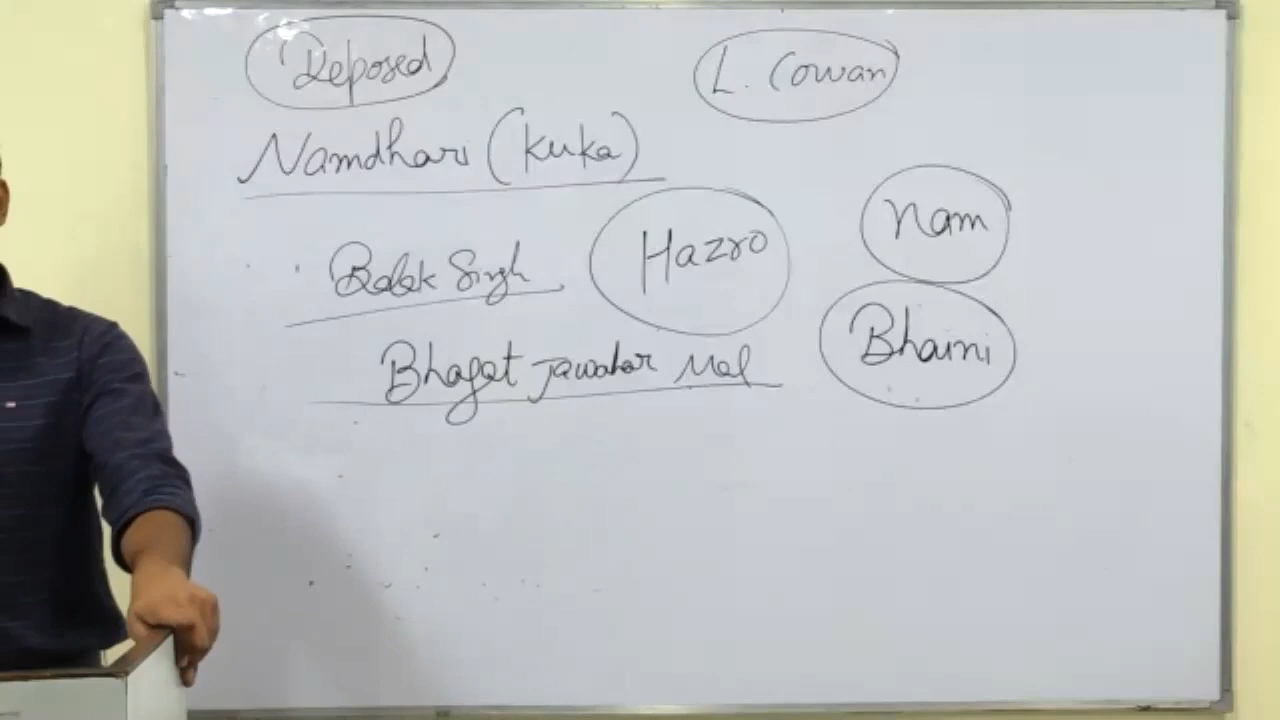 Deposed
L. Cowan
Namdhari (Kuka)
Balak Singh
Hazro
Nam
Bhagat Jawahar Mal
Bhaini